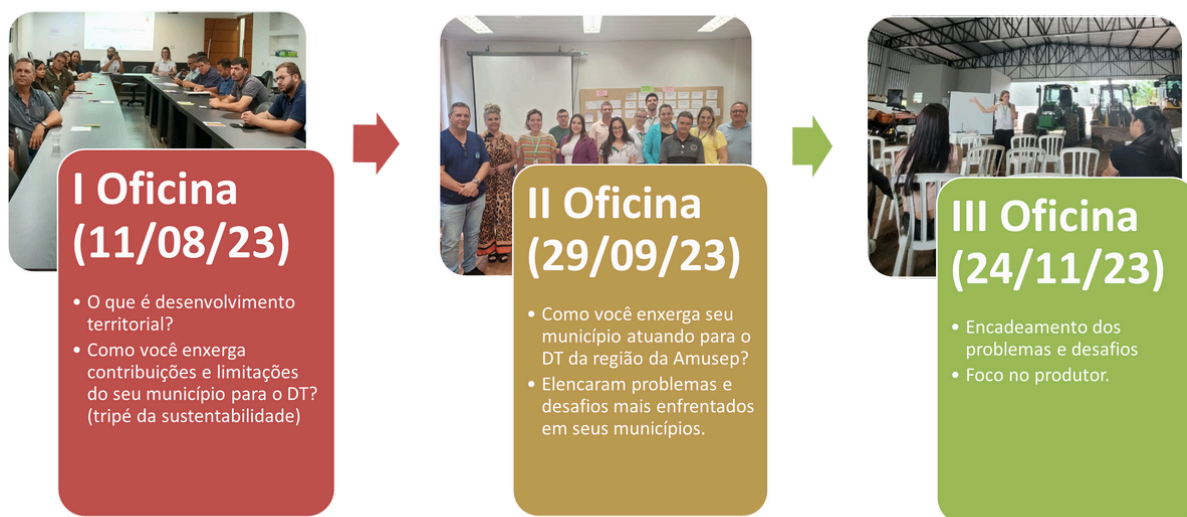 I Oficina
(11/08/23)
• O que é desenvolvimento
territorial?
• Como você enxerga
contribuições e limitações
do seu município para o DT?
(tripé da sustentabilidade)
II Oficina
(29/09/23)
• Como você enxerga seu
município atuando para o
DT da região da Amusep?
• Elencaram problemas e
desafios mais enfrentados
em seus municípios.
III Oficina
(24/11/23)
• Encadeamento dos
problemas e desafios
• Foco no produtor.